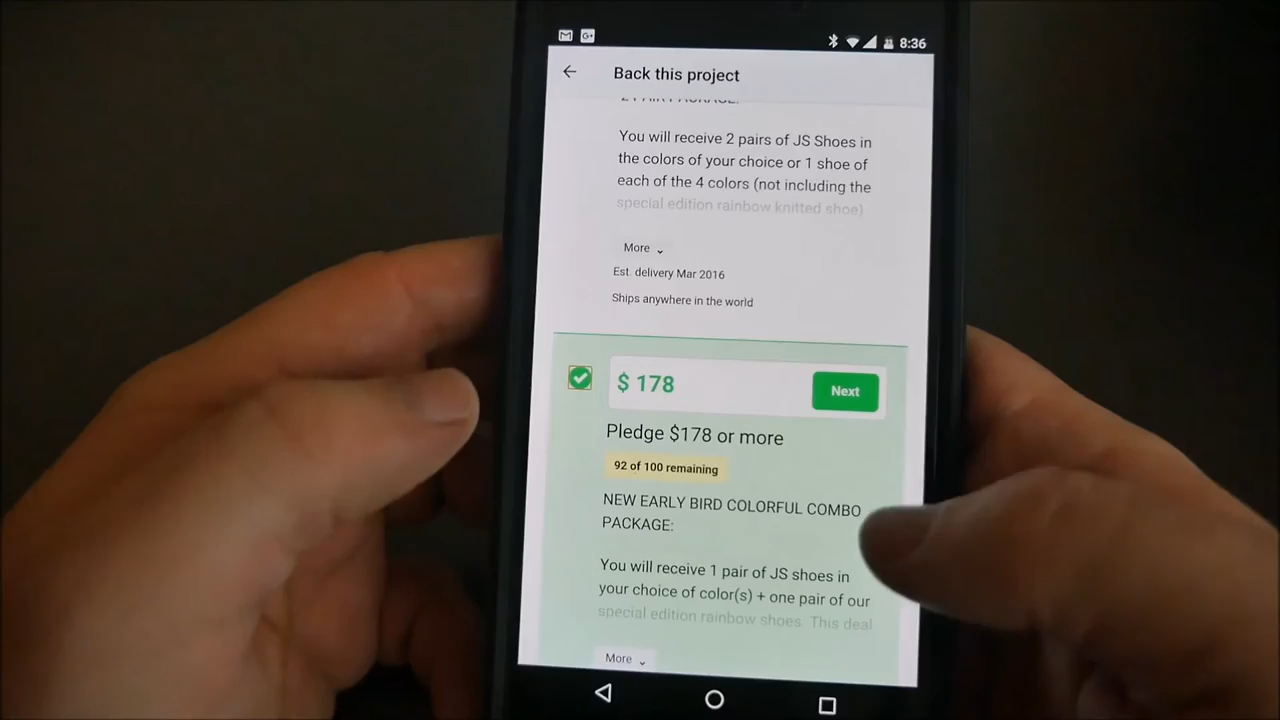 8:36
Back this project
You will receive 2 pairs of JS Shoes in
the colors of your choice or 1 shoe of
each of the 4 colors (not including the
special edition rainbow knitted shoe)
More
Est. delivery Mar 2016
Ships anywhere in the world
$ 178
Next
Pledge $178 or more
92 of 100 remaining
NEW EARLY BIRD COLORFUL COMBO
PACKAGE:
You will receive 1 pair of JS shoes in
your choice of color(s) + one pair of our
special edition rainbow shoes. This deal
More